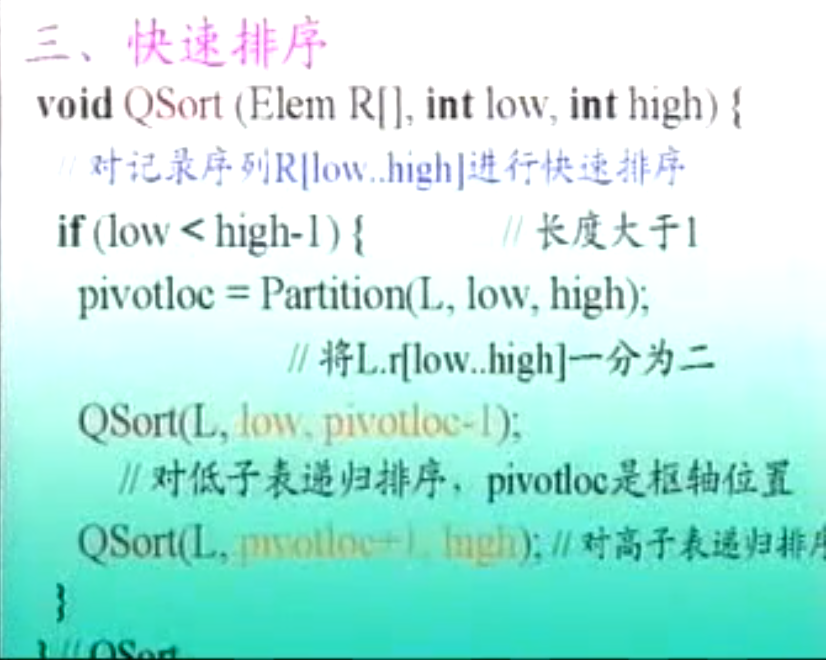 三、快速排序
void QSort (Elem R[], int low, int high) {
// 对记录序列R[low..high]进行快速排序
if (low < high-1) { // 长度大于1
pivotloc = Partition(L, low, high);
// 将L.r[low..high]一分为二
QSort(L, low, pivotloc-1);
// 对低子表递归排序，pivotloc是框轴位置
QSort(L, pivotloc+1, high); // 对高子表递归排序
}
} // QSort